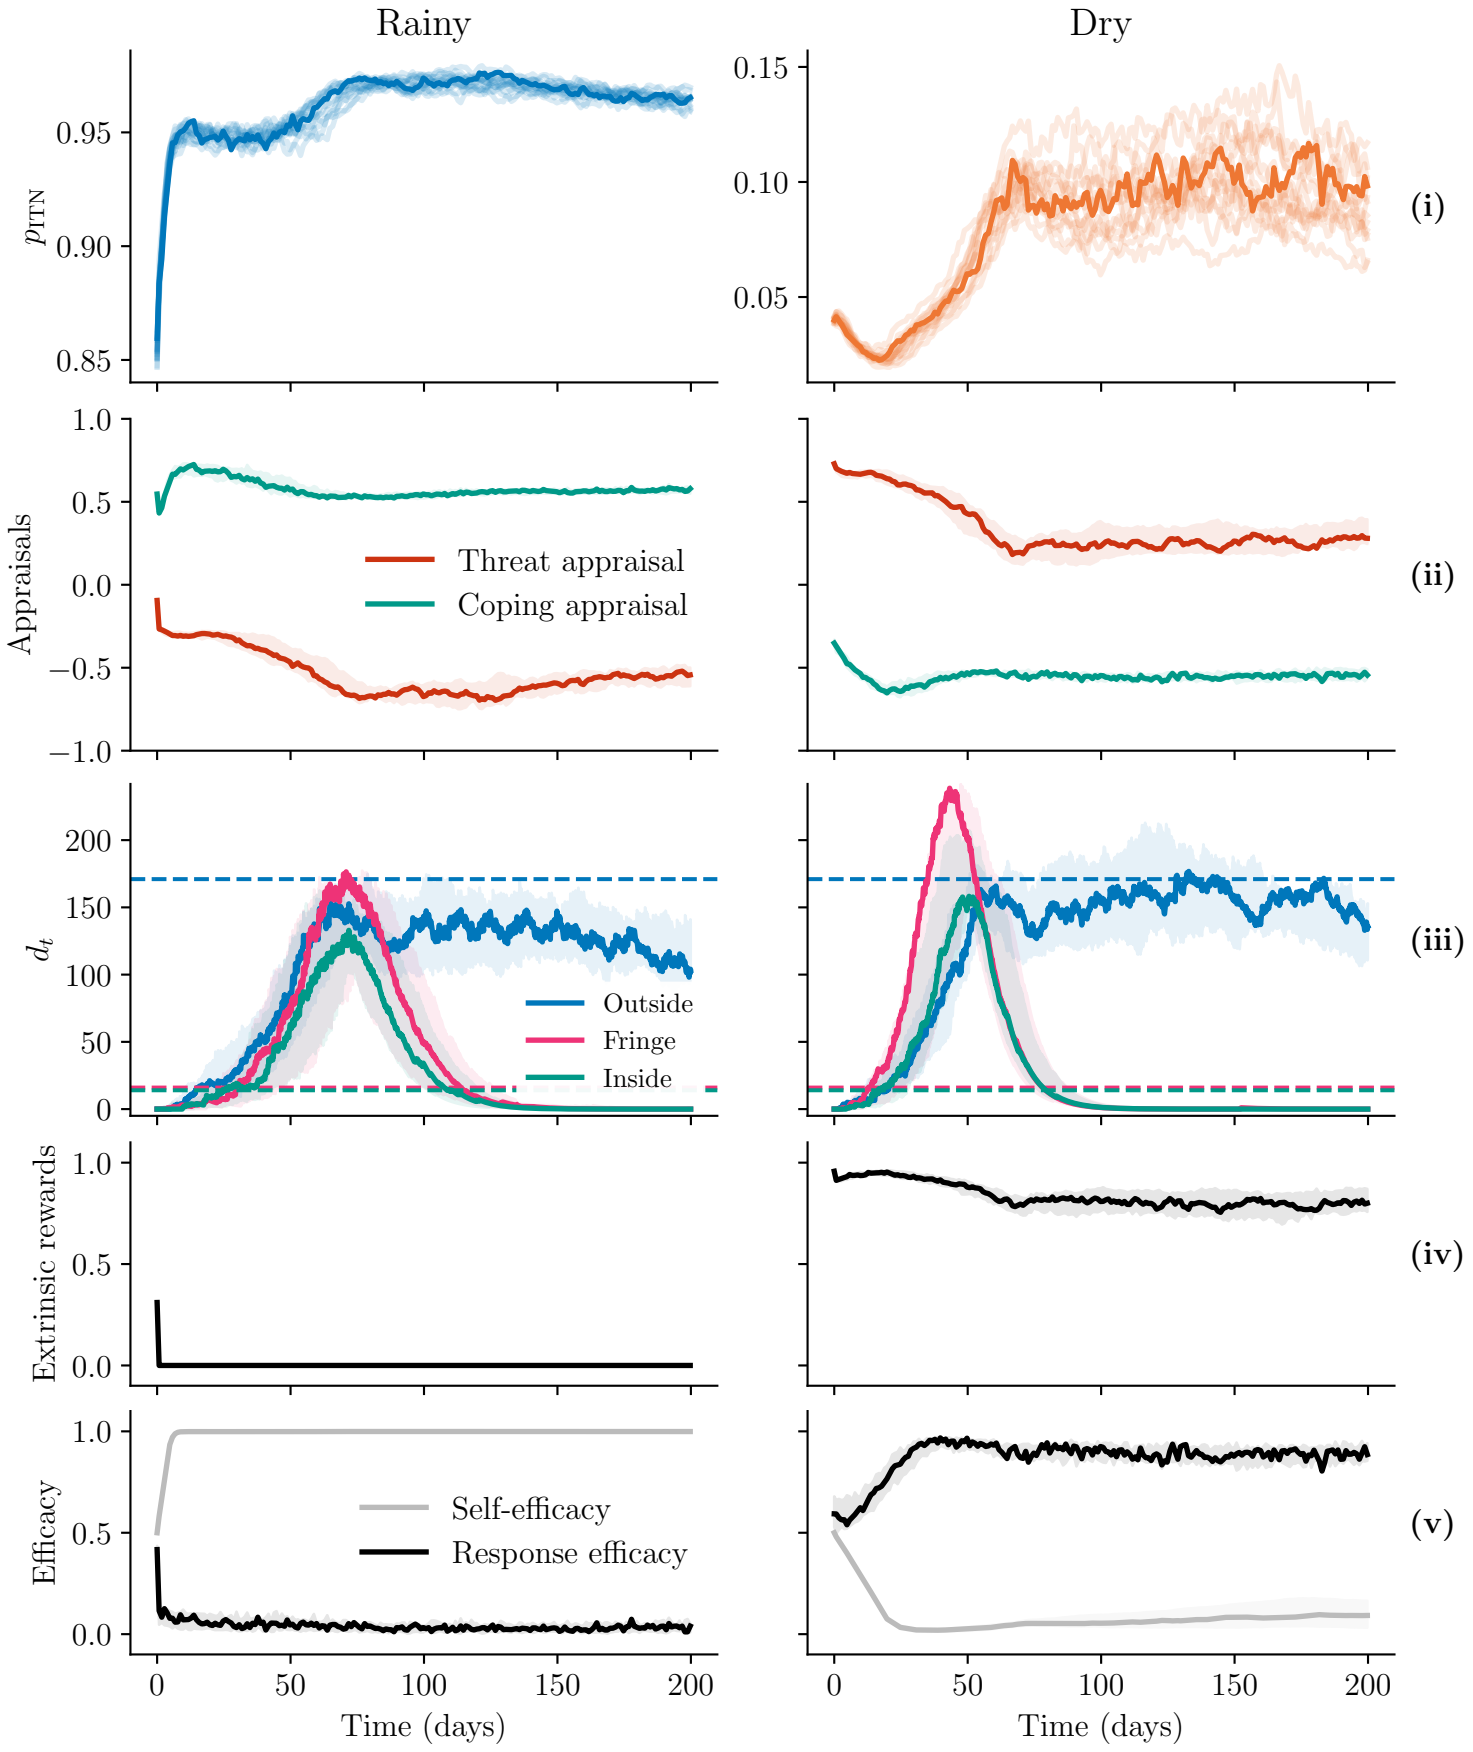 Rainy
Dry
0.95
0.90
0.85
p_ITN
0.15
0.10
0.05
(i)
1.0
0.5
0.0
−0.5
−1.0
Appraisals
Threat appraisal
Coping appraisal
(ii)
200
150
100
50
0
d_t
Outside
Fringe
Inside
(iii)
1.0
0.5
0.0
Extrinsic rewards
(iv)
1.0
0.5
0.0
Efficacy
Self-efficacy
Response efficacy
(v)
0 50 100 150 200
Time (days)
0 50 100 150 200
Time (days)